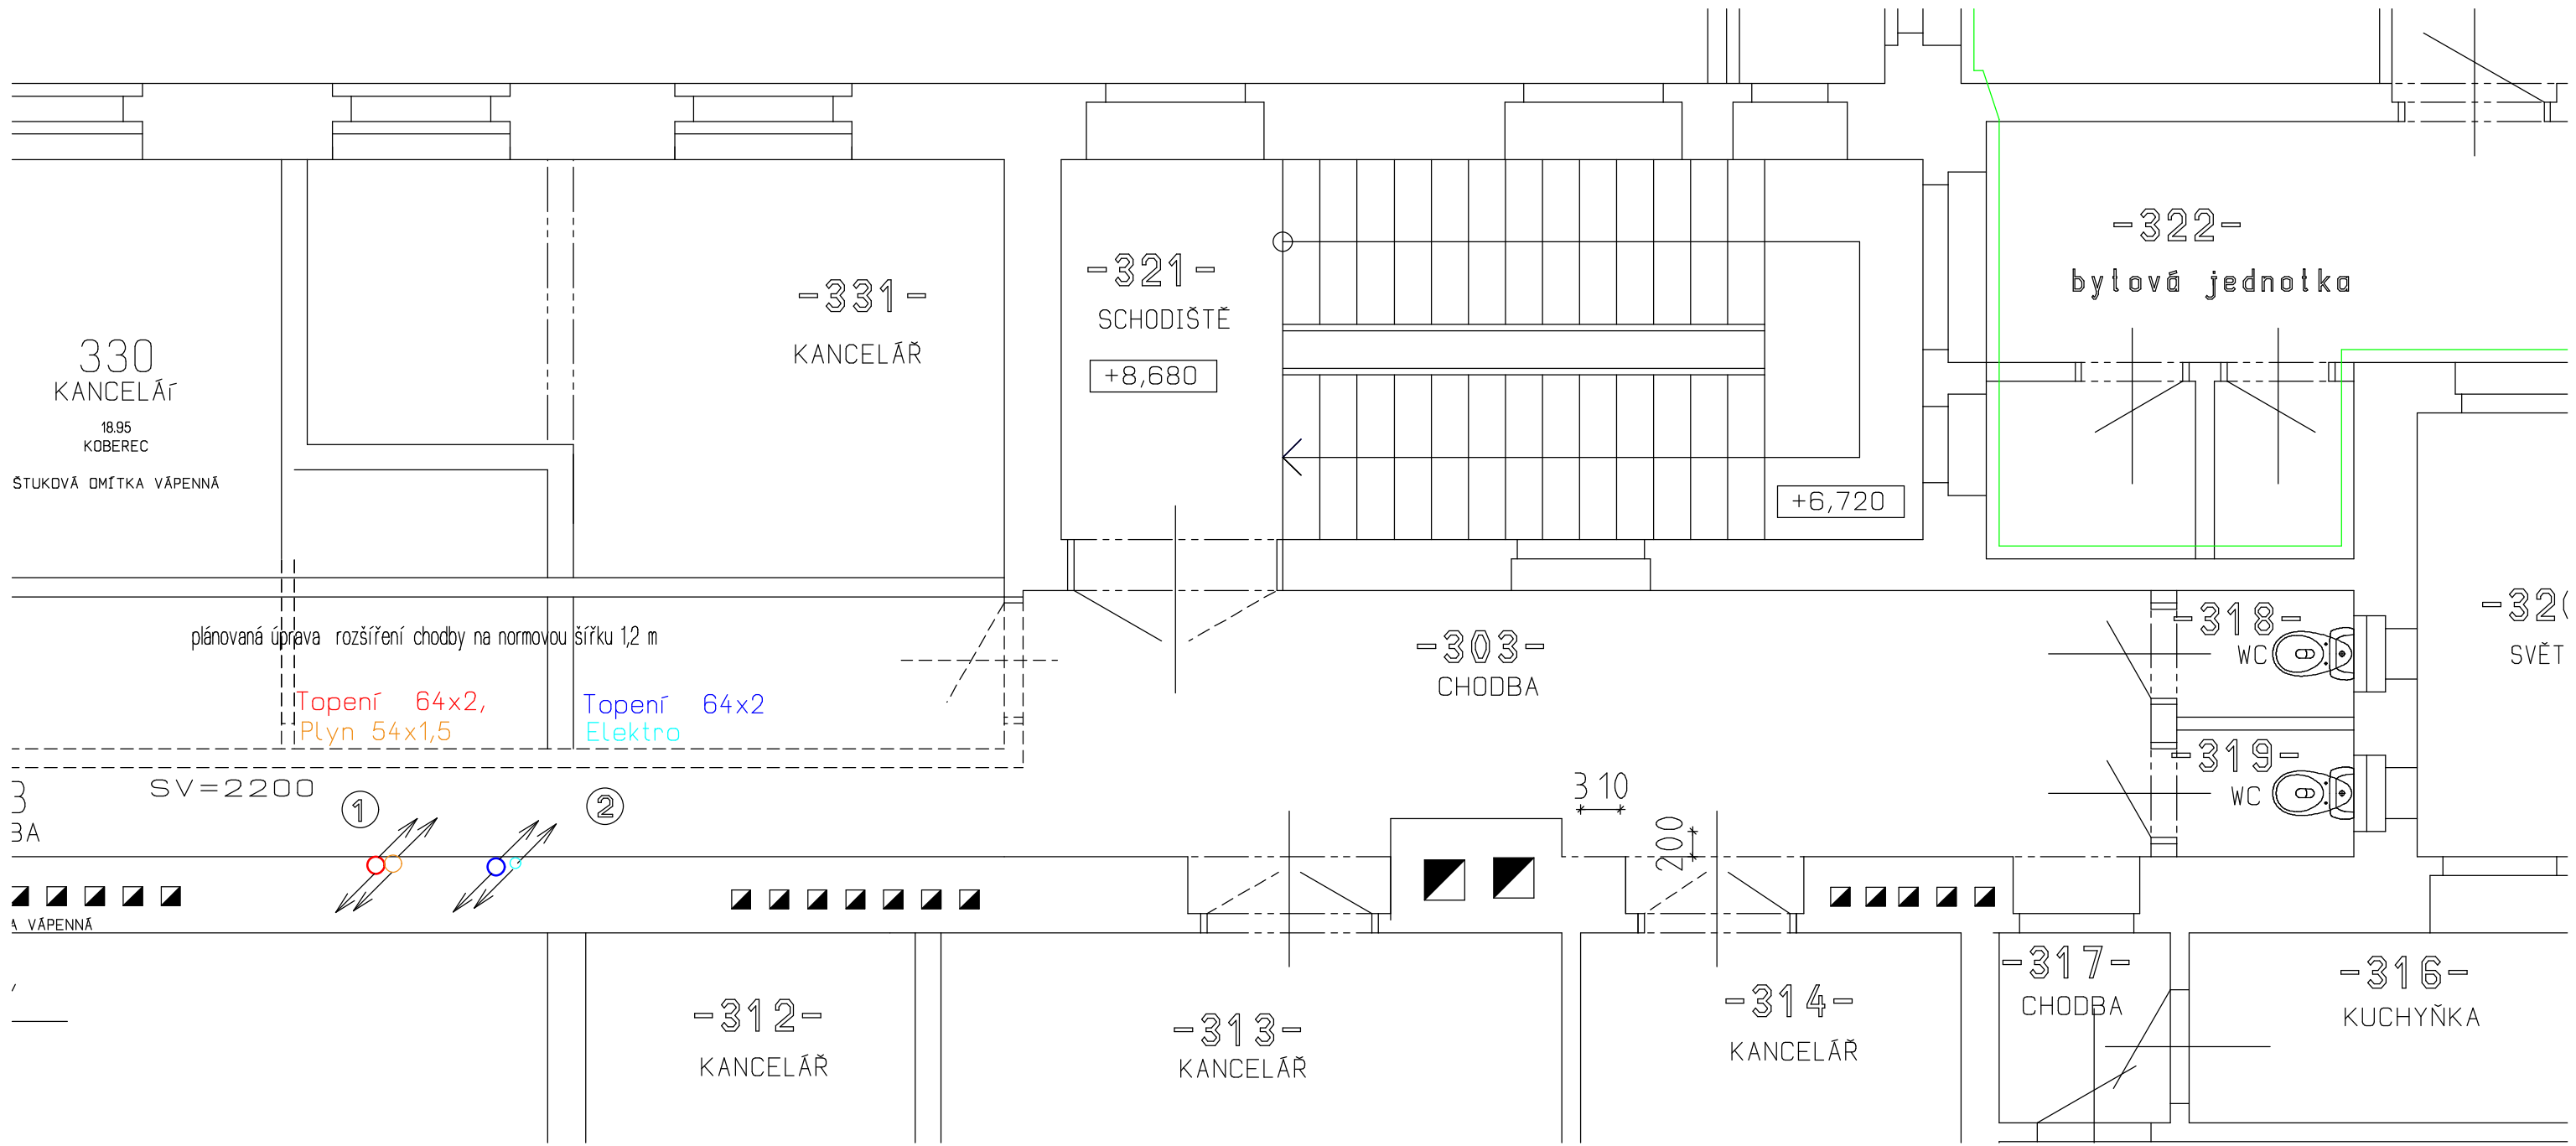 -322-
bytová jednotka
-321-
SCHODIŠTĚ
+8,680
-331-
KANCELÁŘ
330
KANCELÁŕ
18.95
KOBEREC
ŠTUKOVÁ OMÍTKA VÁPENNÁ
+6,720
plánovaná úprava rozšíření chodby na normovou šířku 1,2 m
-303-
CHODBA
-318-
WC
-32
SVĚT
Topení 64x2,
Plyn 54x1,5
Topení 64x2
Elektro
-319-
WC
SV=2200
3
BA
1
2
310
200
A VÁPENNÁ
-312-
KANCELÁŘ
-313-
KANCELÁŘ
-314-
KANCELÁŘ
-317-
CHODBA
-316-
KUCHYŇKA